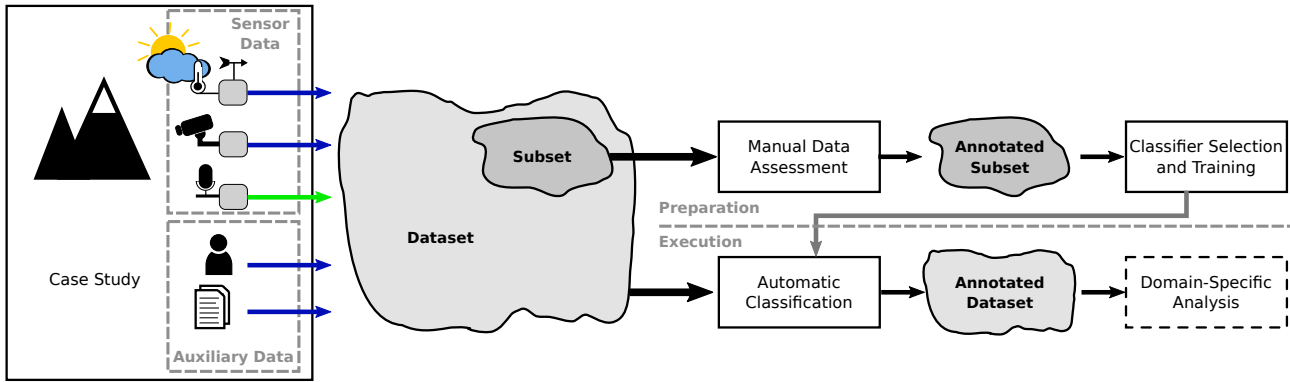 Sensor
Data
Case Study
Auxiliary Data
Dataset
Subset
Manual Data
Assessment
Annotated
Subset
Classifier Selection
and Training
Preparation
Execution
Automatic
Classification
Annotated
Dataset
Domain-Specific
Analysis